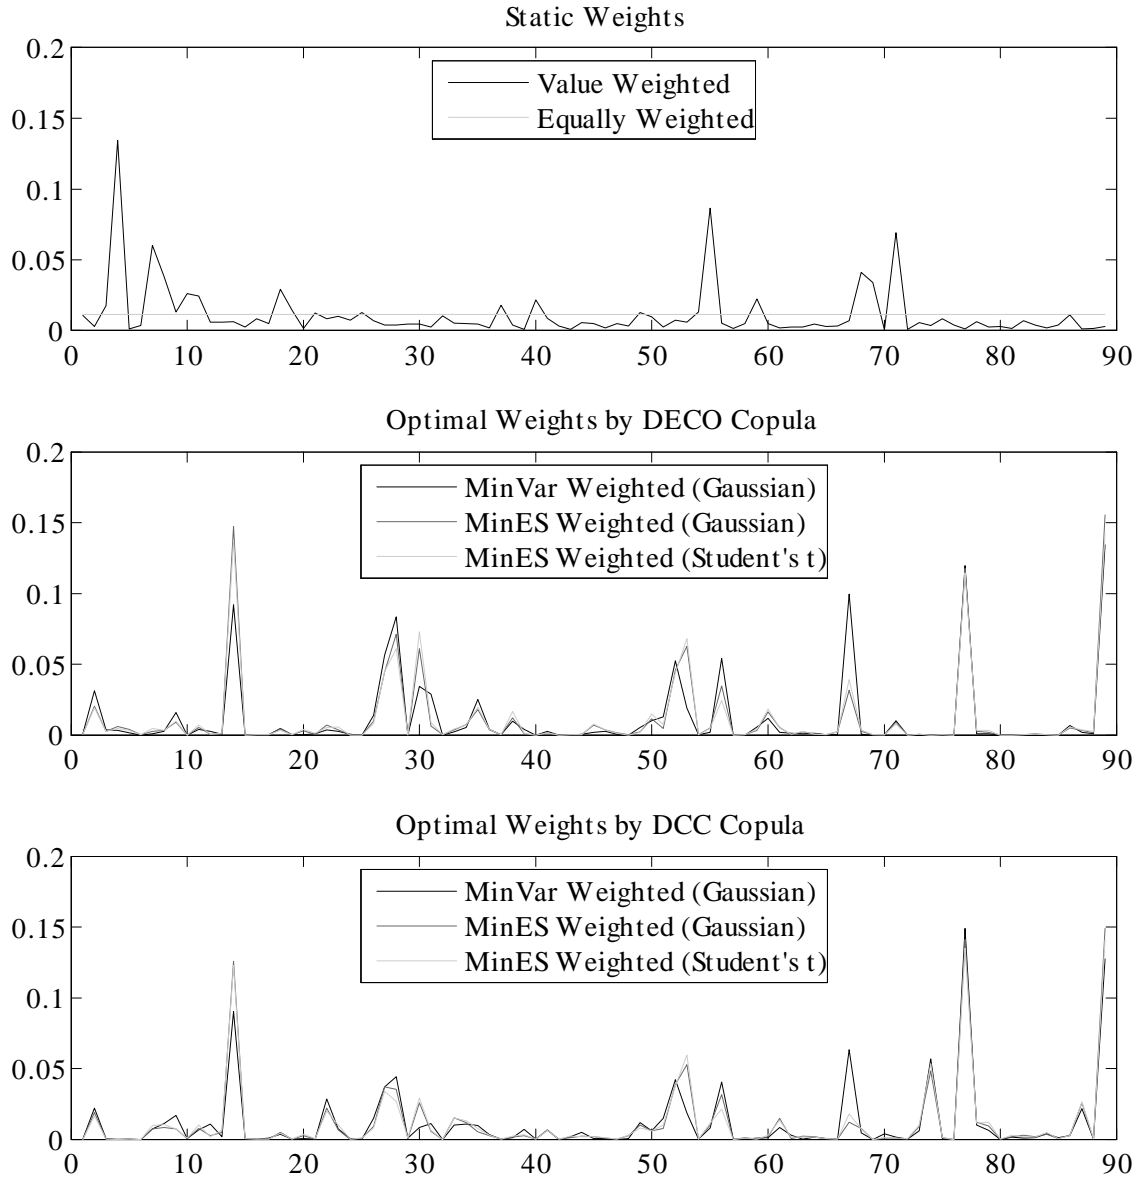 Static Weights
0.2
Value Weighted
Equally Weighted
0.15
0.1
0.05
0
0 10 20 30 40 50 60 70 80 90
Optimal Weights by DECO Copula
0.2
MinVar Weighted (Gaussian)
MinES Weighted (Gaussian)
0.15
MinES Weighted (Student's t)
0.1
0.05
0
0 10 20 30 40 50 60 70 80 90
Optimal Weights by DCC Copula
0.2
MinVar Weighted (Gaussian)
MinES Weighted (Gaussian)
0.15
MinES Weighted (Student's t)
0.1
0.05
0
0 10 20 30 40 50 60 70 80 90